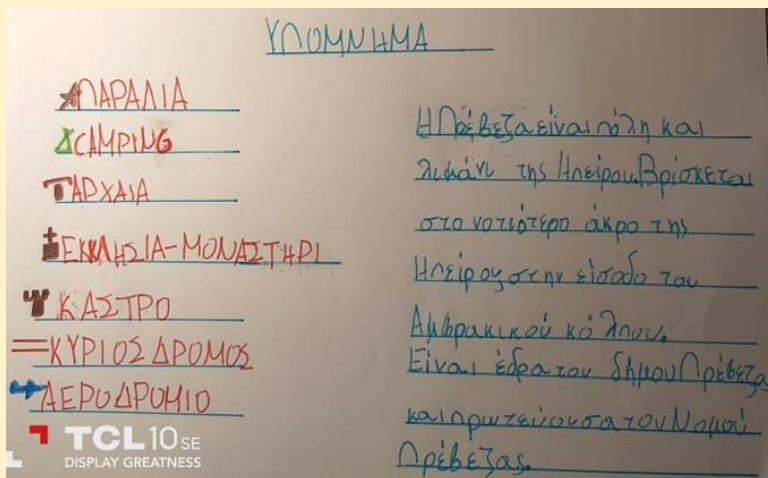 ΥΠΟΜΝΗΜΑ
ΠΑΡΑΛΙΑ
CAMPING
ΑΡΧΑΙΑ
ΕΚΚΛΗΣΙΑ-ΜΟΝΑΣΤΗΡΙ
ΚΑΣΤΡΟ
ΚΥΡΙΟΣ ΔΡΟΜΟΣ
ΑΕΡΟΔΡΟΜΙΟ
Η Πρέβεζα είναι πόλη και
λιμάνι της Ηπείρου. Βρίσκεται
στο νοτιότερο άκρο της
Ηπείρου, στην είσοδο του
Αμβρακικού κόλπου.
Είναι έδρα του δήμου Πρέβεζας
και πρωτεύουσα του Νομού
Πρέβεζας.
TCL 10 SE
DISPLAY GREATNESS